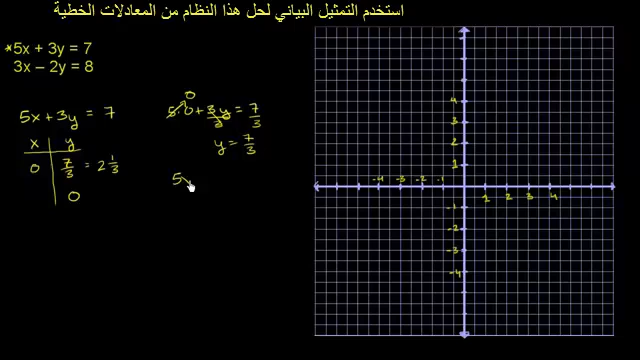 استخدم التمثيل البياني لحل هذا النظام من المعادلات الخطية
*5x + 3y = 7
3x – 2y = 8
5x + 3y = 7
x y
0 7/3 = 2 1/3
0
0
5·0 + 3y/3 = 7/3
y = 7/3
5x
4
3
2
1
-4 -3 -2 -1
1 2 3 4
-1
-2
-3
-4